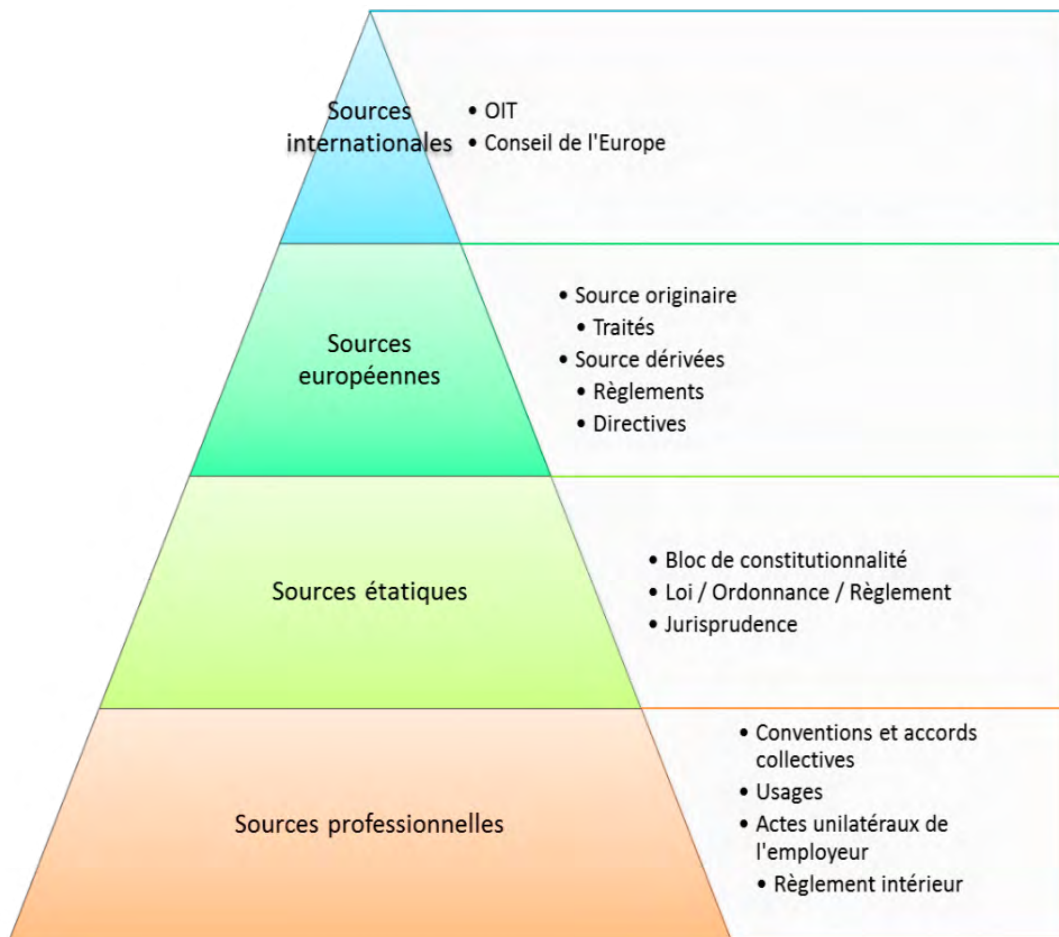 Sources
internationales
• OIT
• Conseil de l'Europe
Sources
européennes
• Source originaire
• Traités
• Source dérivées
• Règlements
• Directives
Sources étatiques
• Bloc de constitutionnalité
• Loi / Ordonnance / Règlement
• Jurisprudence
Sources professionnelles
• Conventions et accords
collectives
• Usages
• Actes unilatéraux de
l'employeur
• Règlement intérieur